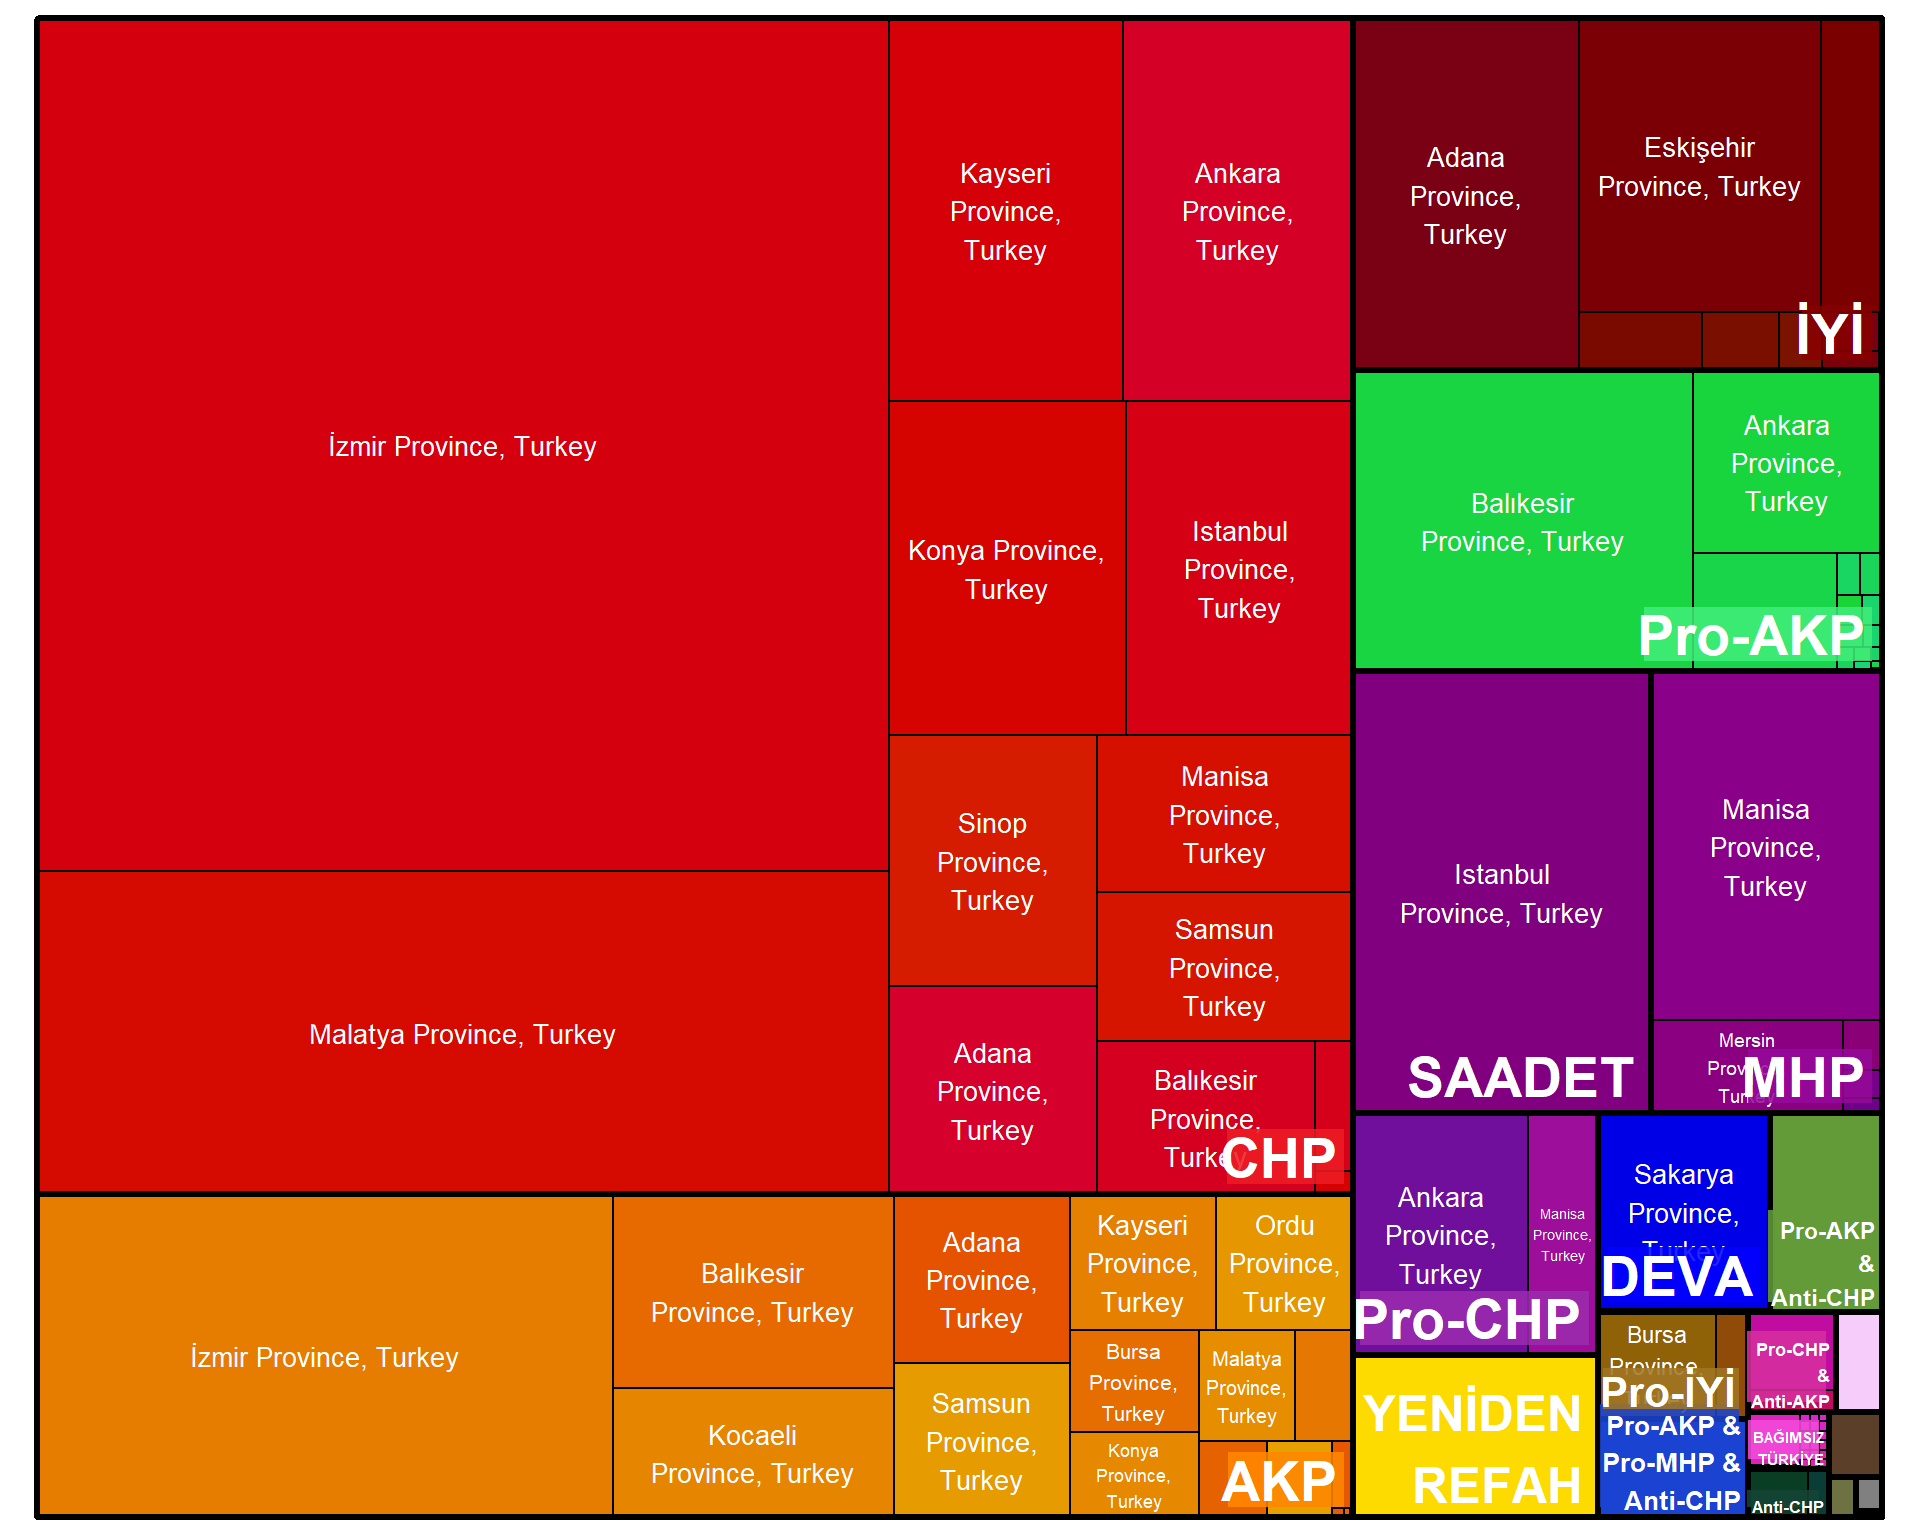 İzmir Province, Turkey
Malatya Province, Turkey
Kayseri
Province,
Turkey
Ankara
Province,
Turkey
Konya Province,
Turkey
Istanbul
Province,
Turkey
Sinop
Province,
Turkey
Manisa
Province,
Turkey
Samsun
Province,
Turkey
Adana
Province,
Turkey
Balıkesir
Province,
Turkey
CHP
İzmir Province, Turkey
Balıkesir
Province, Turkey
Kocaeli
Province, Turkey
Adana
Province,
Turkey
Samsun
Province,
Turkey
Kayseri
Province,
Turkey
Ordu
Province,
Turkey
Bursa
Province,
Turkey
Malatya
Province,
Turkey
Konya
Province,
Turkey
AKP
Adana
Province,
Turkey
Eskişehir
Province, Turkey
İYİ
Balıkesir
Province, Turkey
Ankara
Province,
Turkey
Pro-AKP
Istanbul
Province, Turkey
SAADET
Manisa
Province,
Turkey
Mersin
Province,
Turkey
MHP
Ankara
Province,
Turkey
Manisa
Province,
Turkey
Pro-CHP
YENİDEN
REFAH
Sakarya
Province,
Turkey
DEVA
Pro-AKP
&
Anti-CHP
Bursa
Province,
Pro-İYİ
Pro-CHP
&
Anti-AKP
Pro-AKP &
Pro-MHP &
Anti-CHP
BAĞIMSIZ
TÜRKİYE
Anti-CHP